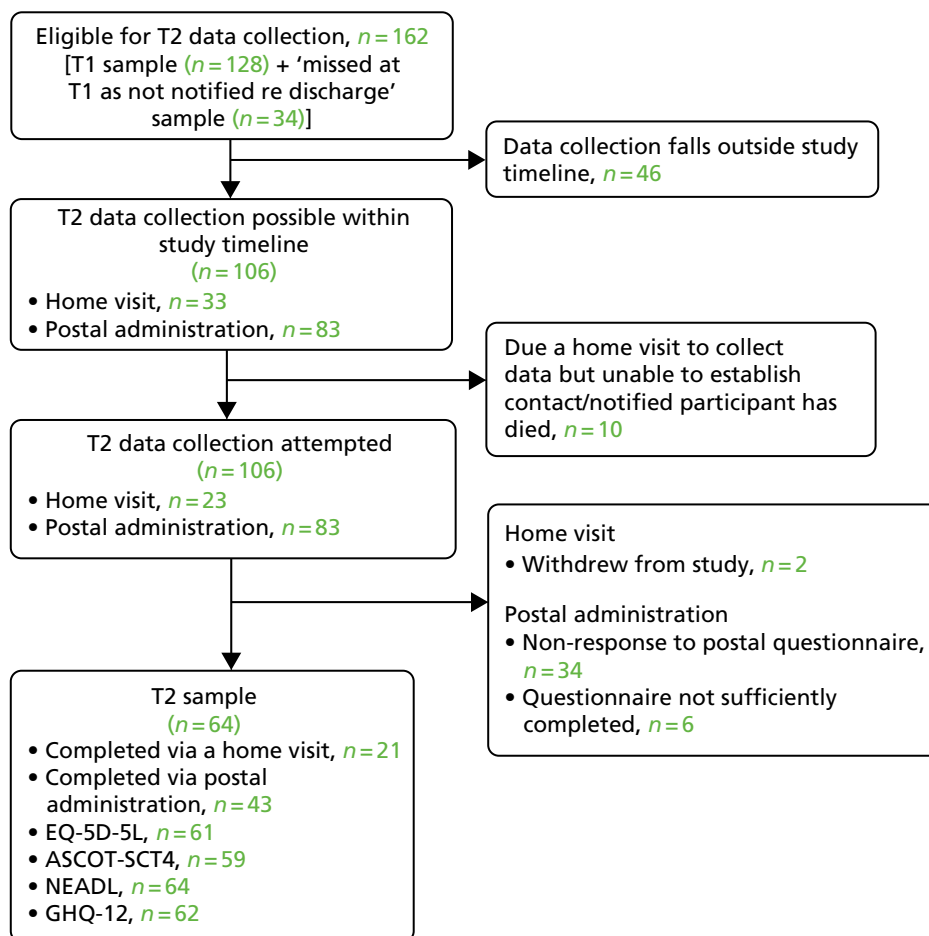 Eligible for T2 data collection, n=162
[T1 sample (n=128) + ‘missed at
T1 as not notified re discharge’
sample (n=34)]
Data collection falls outside study
timeline, n=46
T2 data collection possible within
study timeline
(n=106)
• Home visit, n=33
• Postal administration, n=83
Due a home visit to collect
data but unable to establish
contact/notified participant has
died, n=10
T2 data collection attempted
(n=106)
• Home visit, n=23
• Postal administration, n=83
Home visit
• Withdrew from study, n=2
Postal administration
• Non-response to postal questionnaire,
n=34
• Questionnaire not sufficiently
completed, n=6
T2 sample
(n=64)
• Completed via a home visit, n=21
• Completed via postal
administration, n=43
• EQ-5D-5L, n=61
• ASCOT-SCT4, n=59
• NEADL, n=64
• GHQ-12, n=62